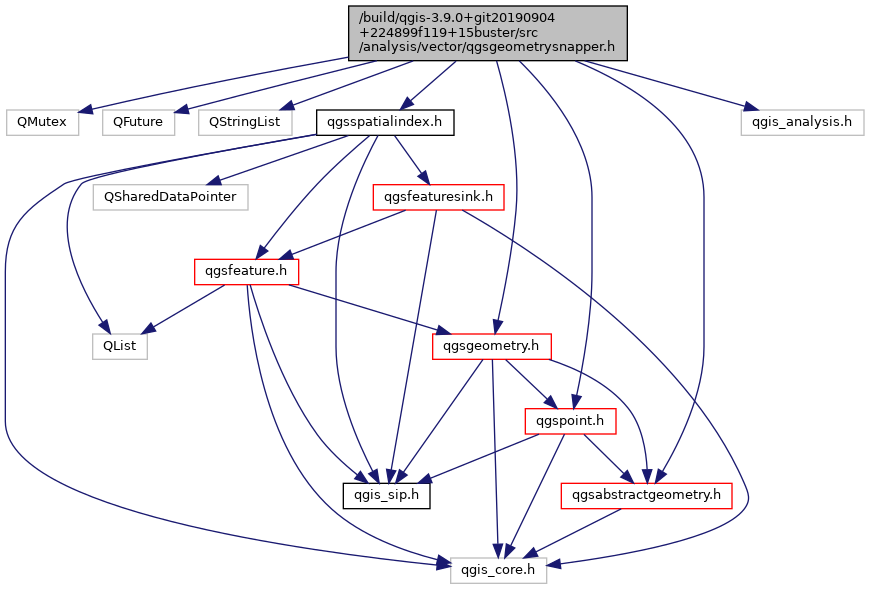 /build/qgis-3.9.0+git20190904
+224899f119+15buster/src
/analysis/vector/qgsgeometrysnapper.h
QMutex
QFuture
QStringList
qgsspatialindex.h
qgis_analysis.h
QSharedDataPointer
qgsfeaturesink.h
qgsfeature.h
QList
qgsgeometry.h
qgspoint.h
qgis_sip.h
qgsabstractgeometry.h
qgis_core.h